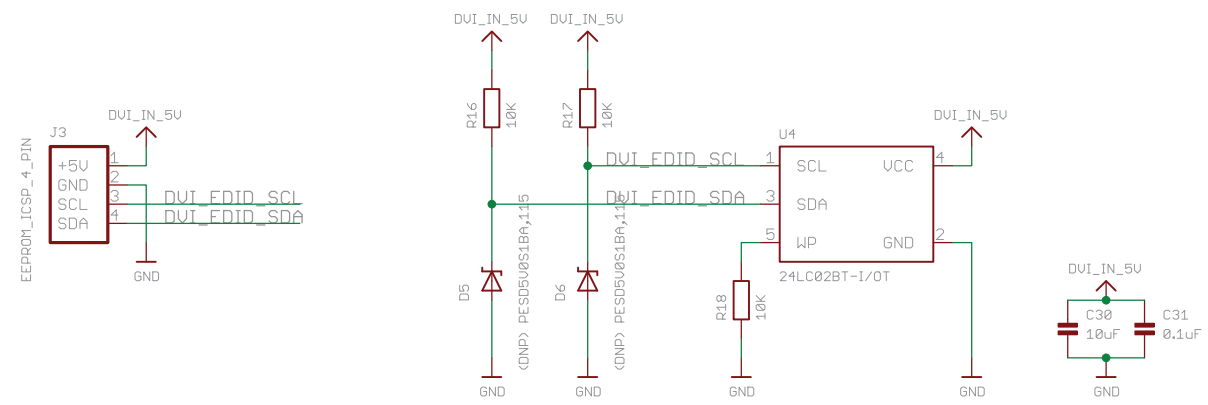 DVI_IN_5V DVI_IN_5V
R16 10K R17 10K
DVI_IN_5V
J3
EEPROM_ICSP_4_PIN
+5V 1
GND 2
SCL 3 DVI_EDID_SCL
SDA 4 DVI_EDID_SDA
GND
U4
DVI_IN_5V
DVI_EDID_SCL 1 SCL VCC 4
DVI_EDID_SDA 3 SDA
5 WP GND 2
24LC02BT-I/OT
D5 (DNP) PESD5V0S1BA,115
D6 (DNP) PESD5V0S1BA,115
R18 10K
DVI_IN_5V
C30 C31
10uF 0.1uF
GND GND GND GND GND